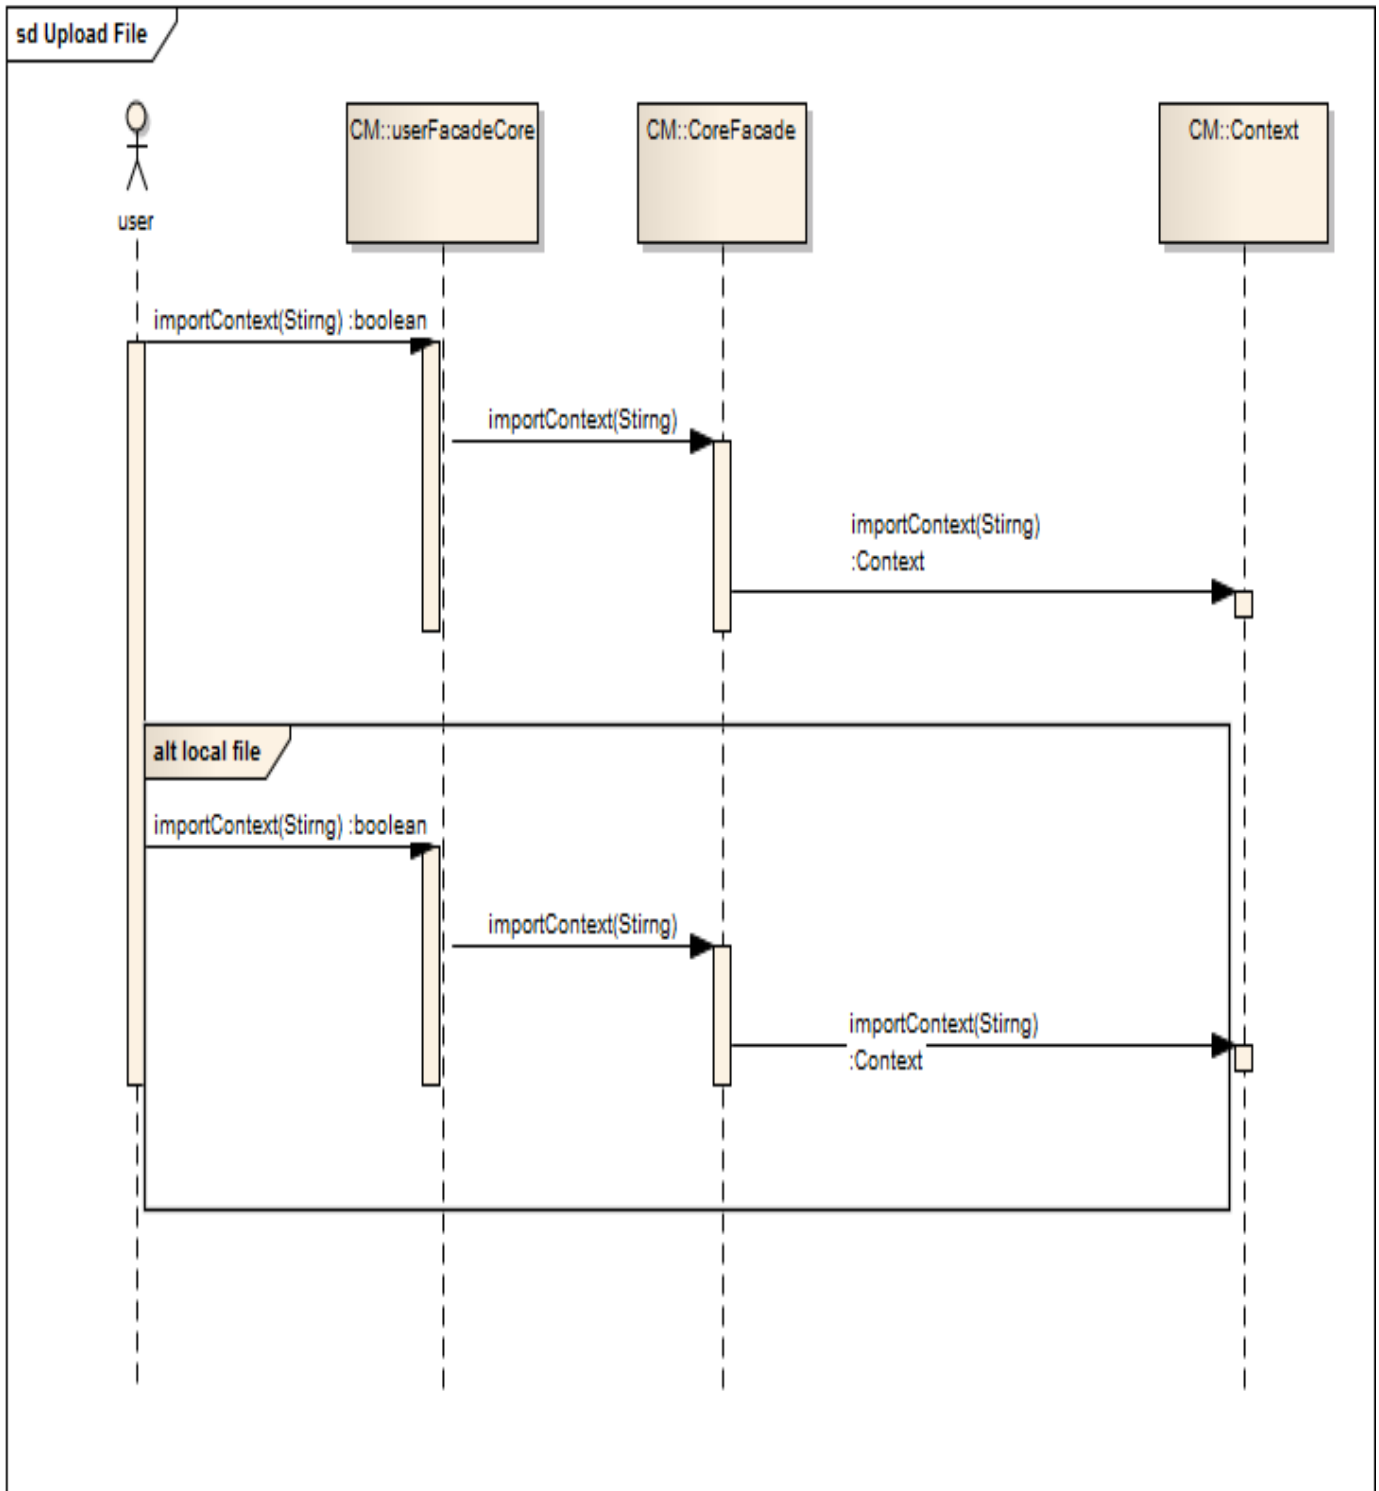 sd Upload File
user
CM::userFacadeCore
CM::CoreFacade
CM::Context
importContext(Stirng) :boolean
importContext(Stirng)
importContext(Stirng)
:Context
alt local file
importContext(Stirng) :boolean
importContext(Stirng)
importContext(Stirng)
:Context